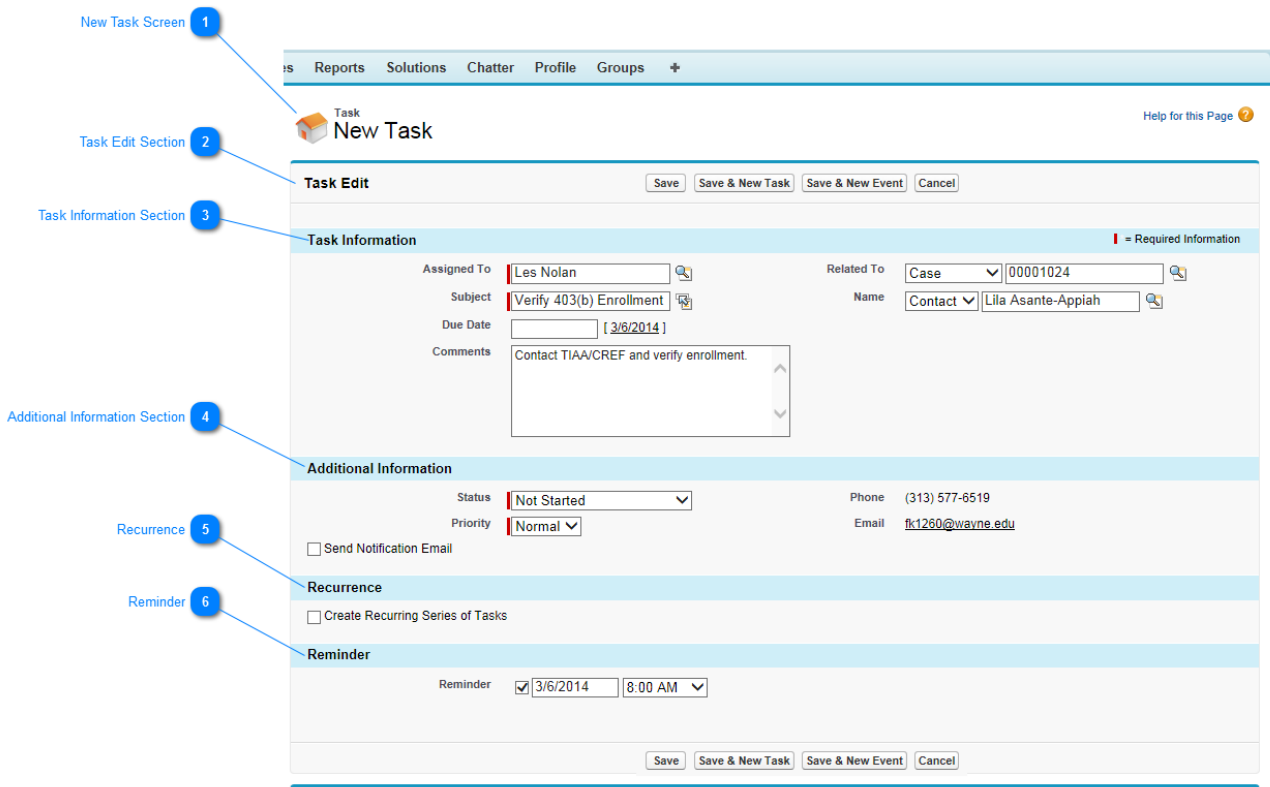 New Task Screen 1
es Reports Solutions Chatter Profile Groups +
Task
New Task
Help for this Page ?
Task Edit Section 2
Task Edit Save Save & New Task Save & New Event Cancel
Task Information Section 3
Task Information = Required Information
Assigned To Les Nolan Related To Case 00001024
Subject Verify 403(b) Enrollment Name Contact Lila Asante-Appiah
Due Date [ 3/6/2014 ]
Comments Contact TIAA/CREF and verify enrollment.
Additional Information Section 4
Additional Information
Status Not Started Phone (313) 577-6519
Priority Normal Email fk1260@wayne.edu
Send Notification Email
Recurrence 5
Recurrence
Reminder 6
Create Recurring Series of Tasks
Reminder
Reminder 3/6/2014 8:00 AM
Save Save & New Task Save & New Event Cancel